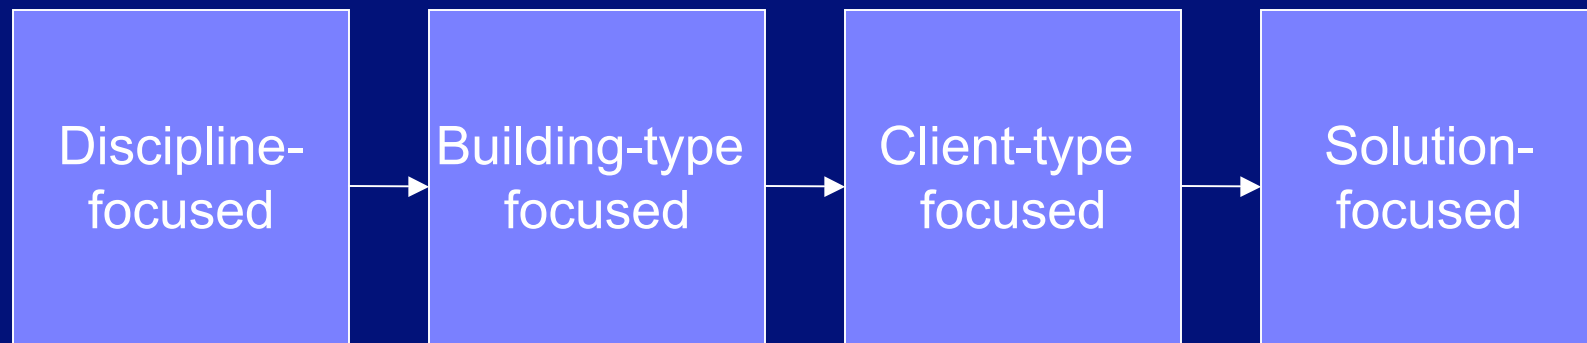 Discipline-
focused
Building-type
focused
Client-type
focused
Solution-
focused